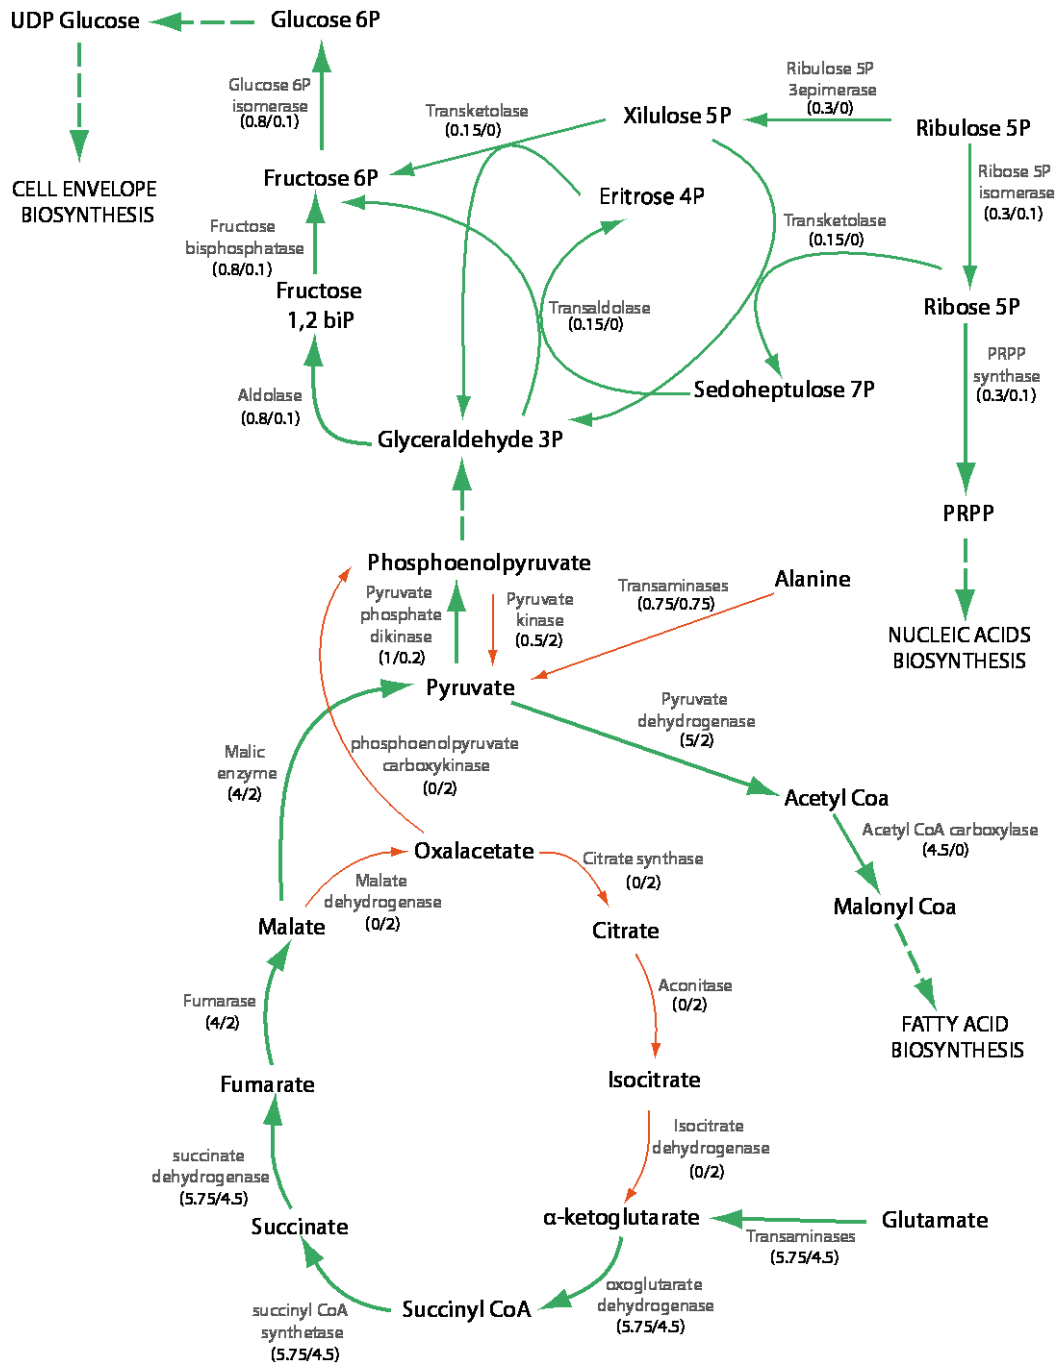 UDP Glucose
Glucose 6P
Glucose 6P
isomerase
(0.8/0.1)
CELL ENVELOPE
BIOSYNTHESIS
Transketolase
(0.15/0)
Xilulose 5P
Ribulose 5P
3epimerase
(0.3/0)
Ribulose 5P
Ribose 5P
isomerase
(0.3/0.1)
Fructose 6P
Eritrose 4P
Fructose
bisphosphatase
(0.8/0.1)
Transketolase
(0.15/0)
Fructose
1,2 biP
Transaldolase
(0.15/0)
Ribose 5P
PRPP
synthase
(0.3/0.1)
Aldolase
(0.8/0.1)
Sedoheptulose 7P
Glyceraldehyde 3P
PRPP
Phosphoenolpyruvate
Pyruvate
phosphate
dikinase
(1/0.2)
Pyruvate
kinase
(0.5/2)
Transaminases
(0.75/0.75)
Alanine
NUCLEIC ACIDS
BIOSYNTHESIS
Pyruvate
Pyruvate
dehydrogenase
(5/2)
Malic
enzyme
(4/2)
phosphoenolpyruvate
carboxykinase
(0/2)
Acetyl Coa
Acetyl CoA carboxylase
(4.5/0)
Oxalacetate
Citrate synthase
(0/2)
Malate
dehydrogenase
(0/2)
Malonyl Coa
Malate
Citrate
Fumarase
(4/2)
Aconitase
(0/2)
FATTY ACID
BIOSYNTHESIS
Fumarate
Isocitrate
Isocitrate
dehydrogenase
(0/2)
succinate
dehydrogenase
(5.75/4.5)
Succinate
α-ketoglutarate
Glutamate
Transaminases
(5.75/4.5)
Succinyl CoA
oxoglutarate
dehydrogenase
(5.75/4.5)
succinyl CoA
synthetase
(5.75/4.5)